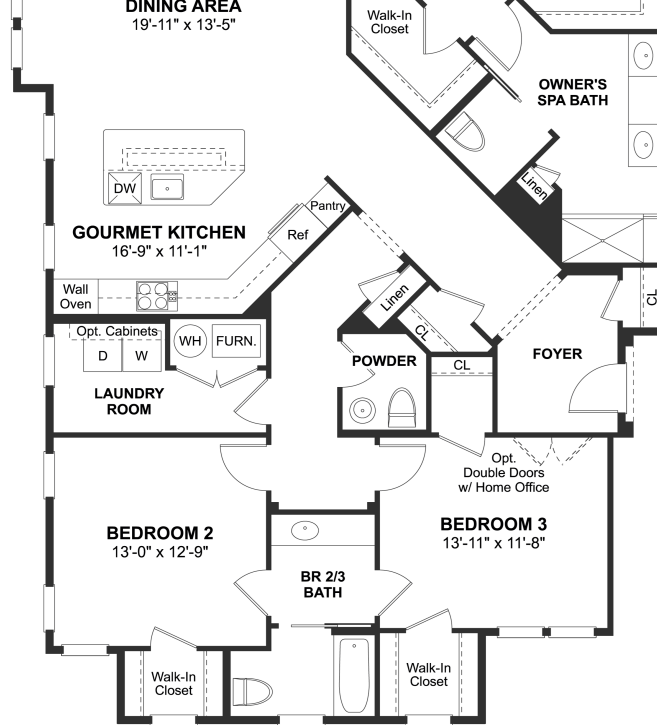 DINING AREA
19'-11" x 13'-5"
Walk-In
Closet
OWNER'S
SPA BATH
DW
Linen
Pantry
GOURMET KITCHEN
16'-9" x 11'-1"
Ref
Wall
Oven
Linen
CL
CL
Opt. Cabinets
WH
FURN.
D
W
POWDER
FOYER
CL
LAUNDRY
ROOM
Opt.
Double Doors
w/ Home Office
BEDROOM 2
13'-0" x 12'-9"
BEDROOM 3
13'-11" x 11'-8"
BR 2/3
BATH
Walk-In
Closet
Walk-In
Closet